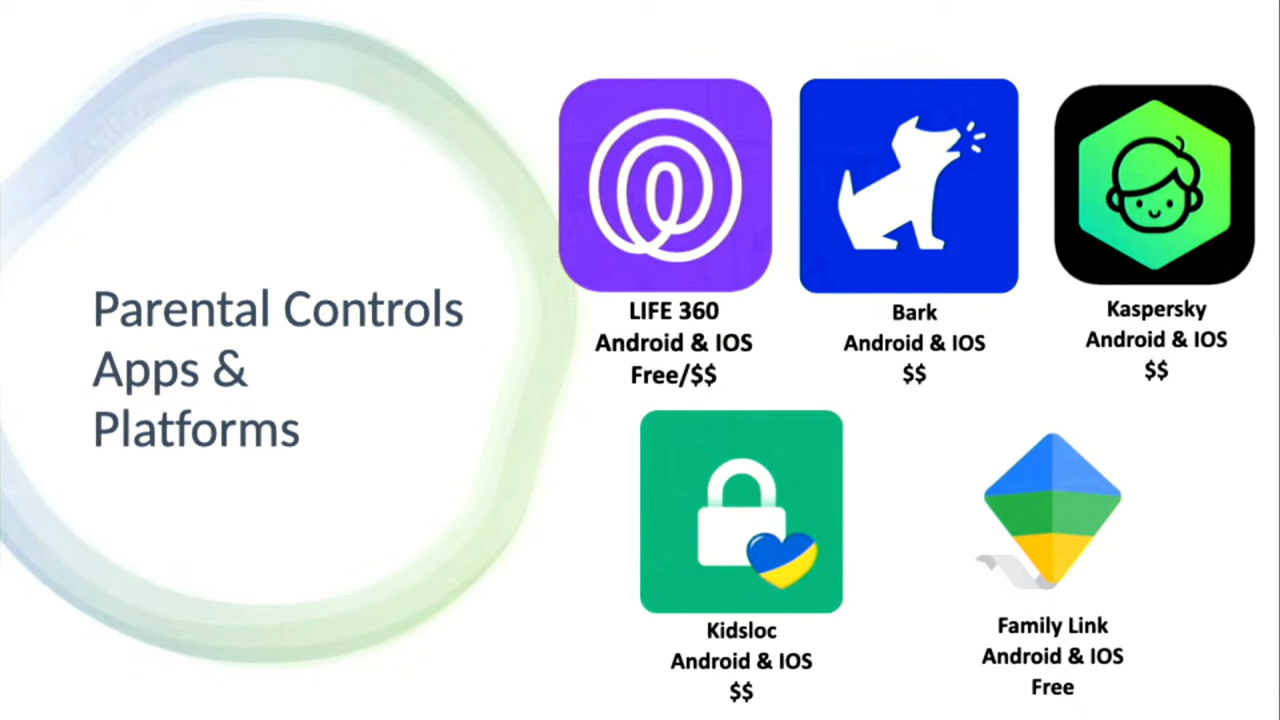 Parental Controls
Apps &
Platforms
LIFE 360
Android & IOS
Free/$$
Bark
Android & IOS
$$
Kaspersky
Android & IOS
$$
Kidsloc
Android & IOS
$$
Family Link
Android & IOS
Free